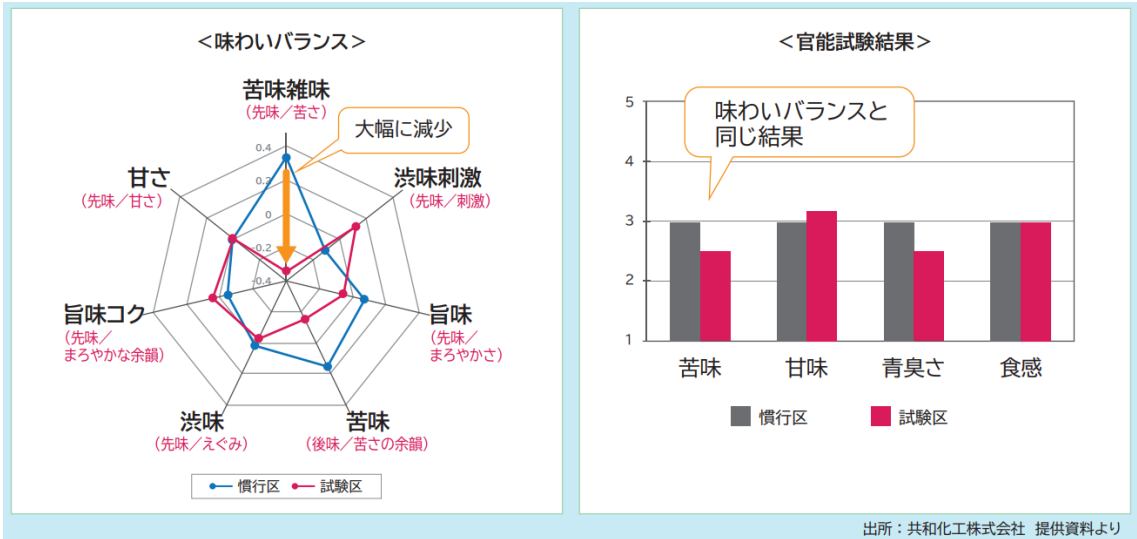 ＜味わいバランス＞
苦味雑味
（先味／苦さ）
大幅に減少
渋味刺激
（先味／刺激）
旨味
（先味／
まろやかさ）
苦味
（後味／苦さの余韻）
渋味
（先味／えぐみ）
旨味コク
（先味／
まろやかな余韻）
甘さ
（先味／甘さ）
0.4
0.2
0
-0.2
-0.4
慣行区 試験区
＜官能試験結果＞
味わいバランスと
同じ結果
5
4
3
2
1
苦味 甘味 青臭さ 食感
慣行区 試験区
出所：共和化工株式会社 提供資料より